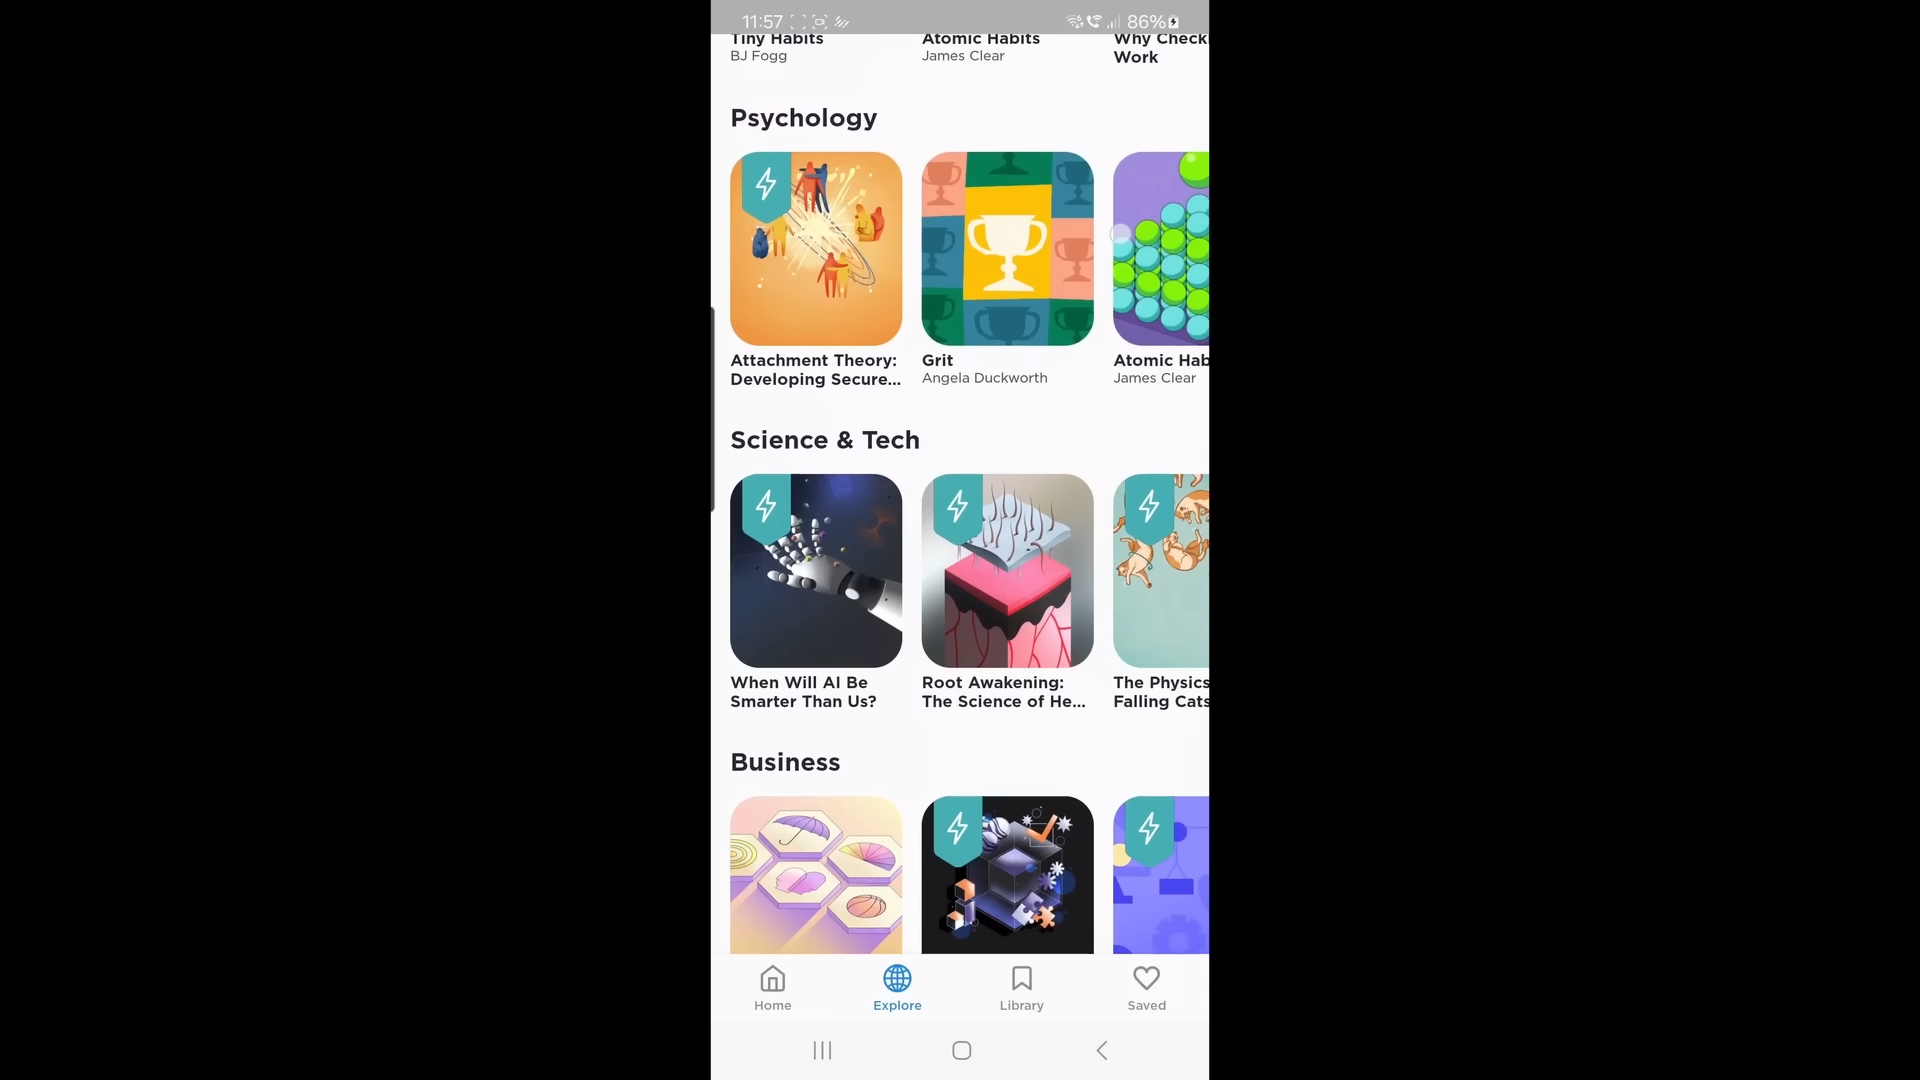 11:57
86%
Tiny Habits
BJ Fogg
Atomic Habits
James Clear
Why Check
Work
Psychology
Attachment Theory:
Developing Secure...
Grit
Angela Duckworth
Atomic Hab
James Clear
Science & Tech
When Will AI Be
Smarter Than Us?
Root Awakening:
The Science of He...
The Physics
Falling Cats
Business
Home
Explore
Library
Saved